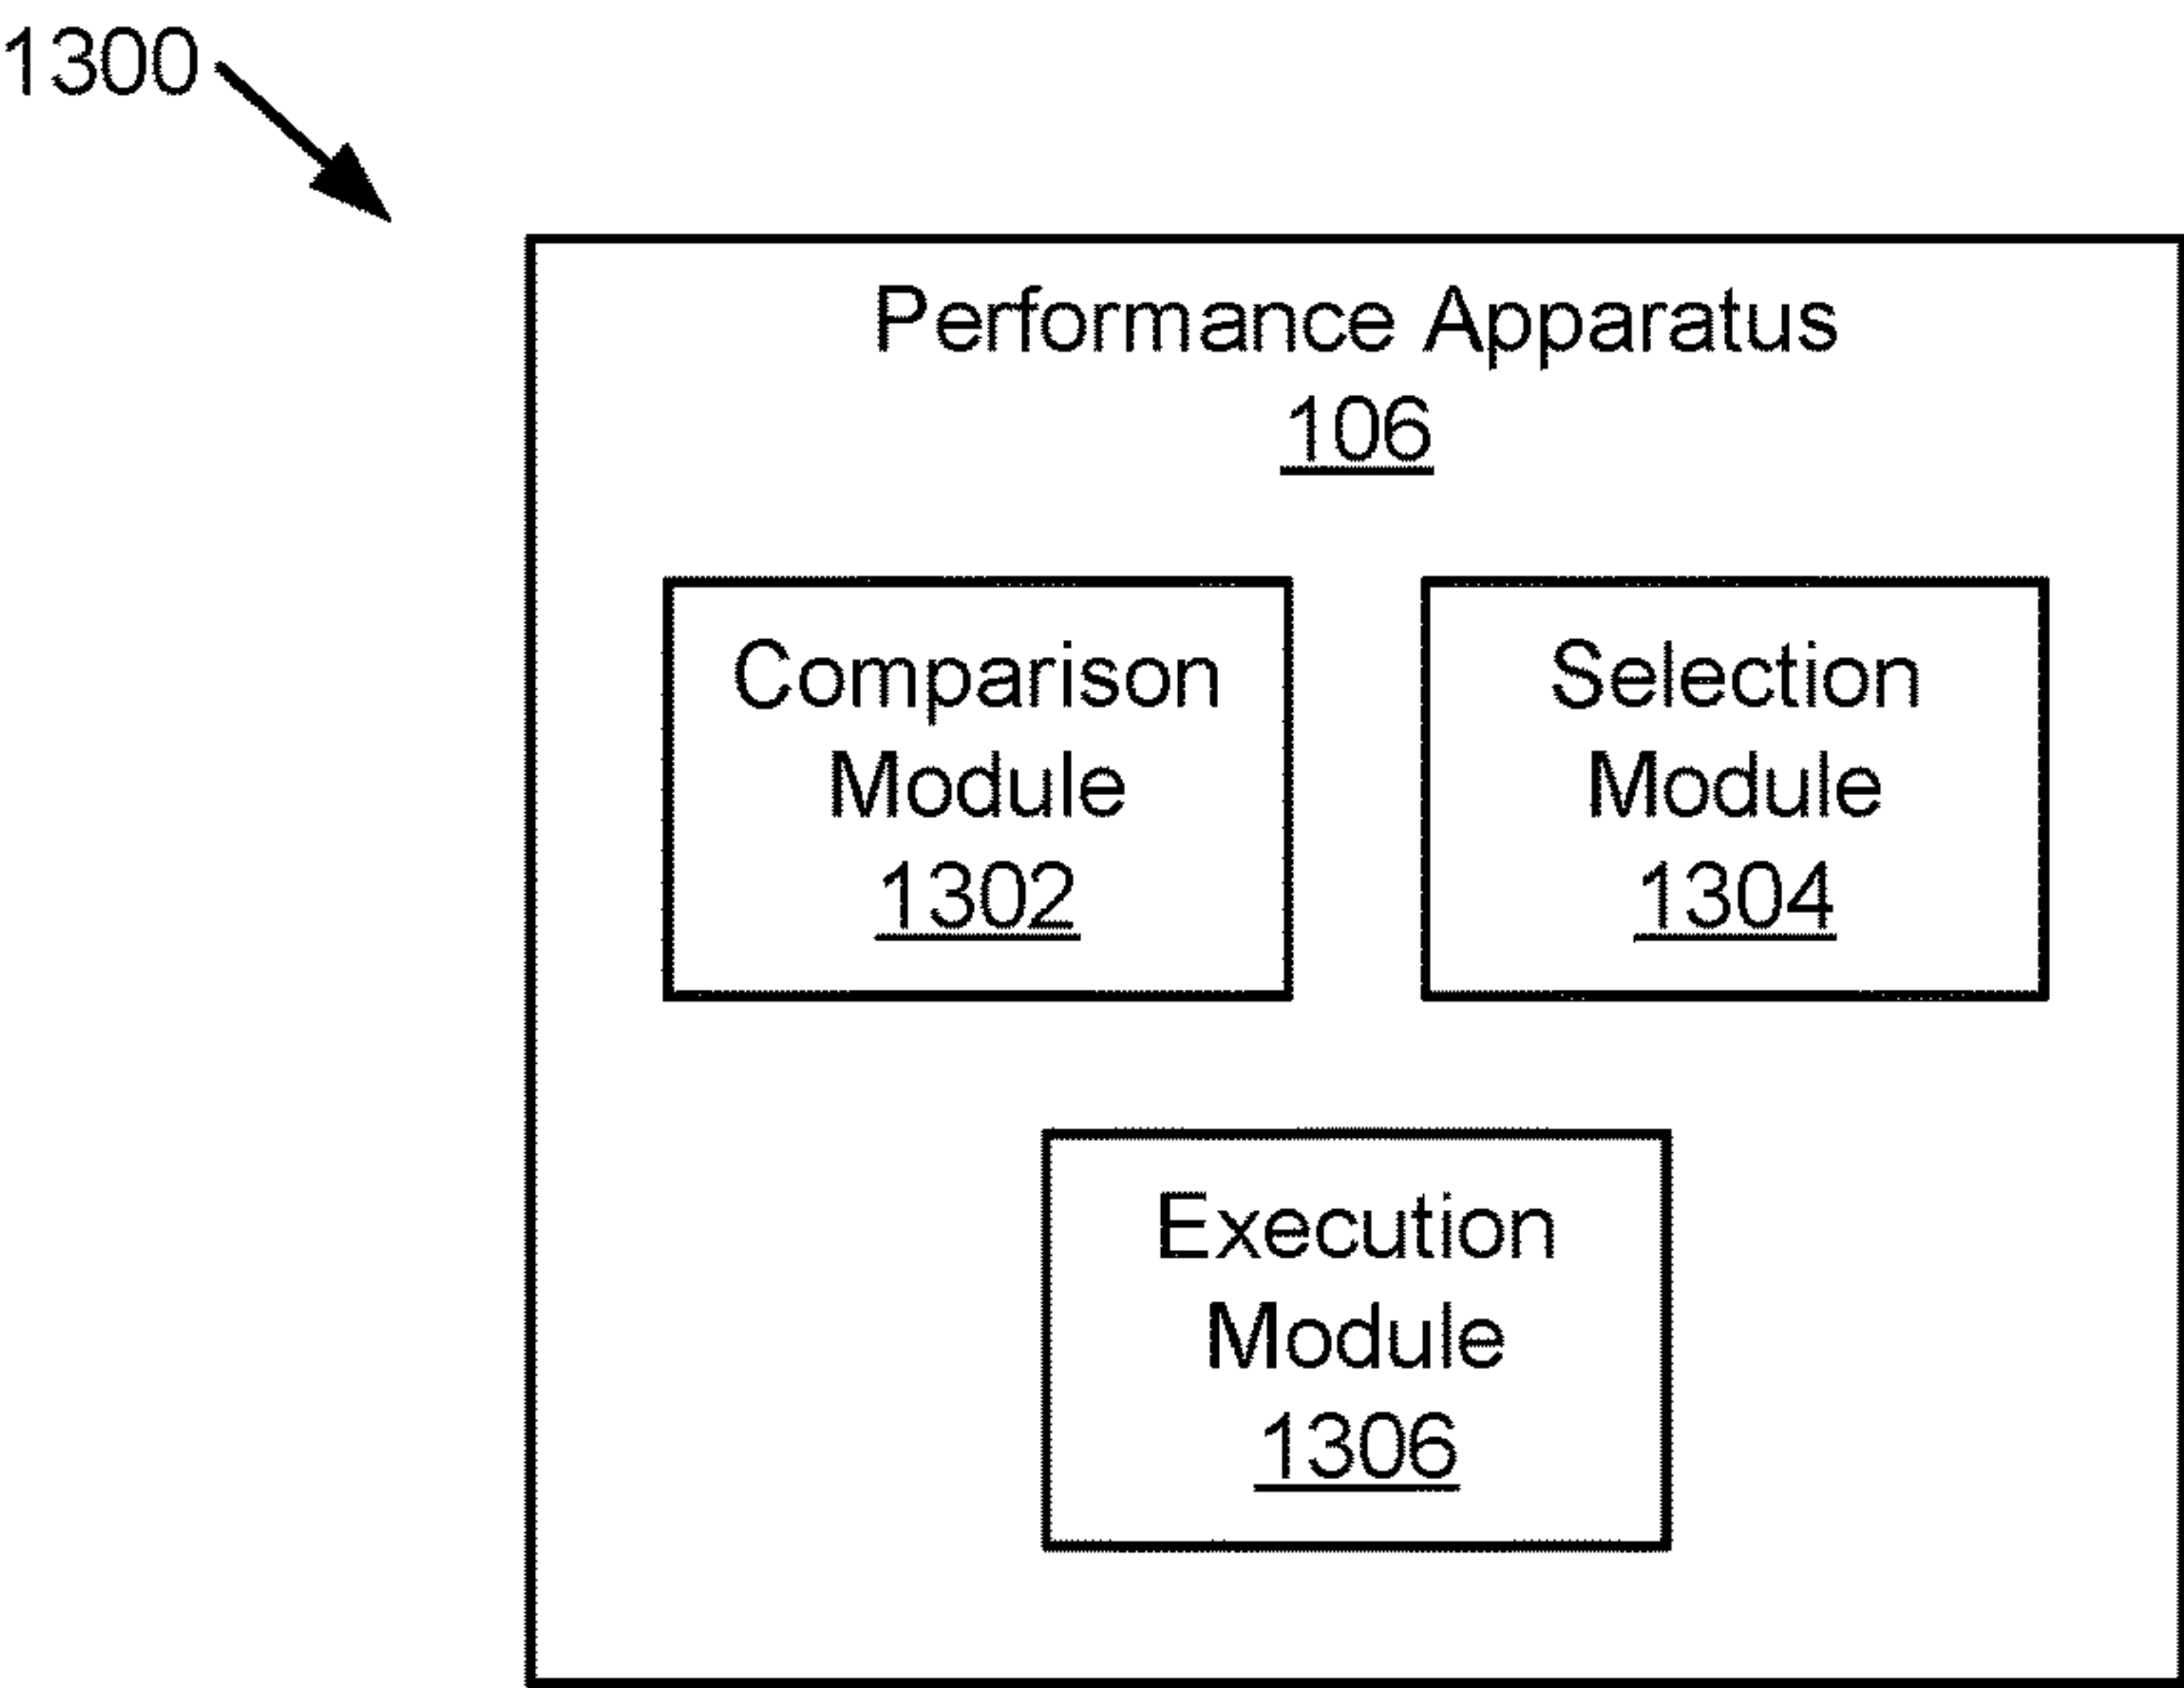 1300
Performance Apparatus
106
Comparison
Module
1302
Selection
Module
1304
Execution
Module
1306